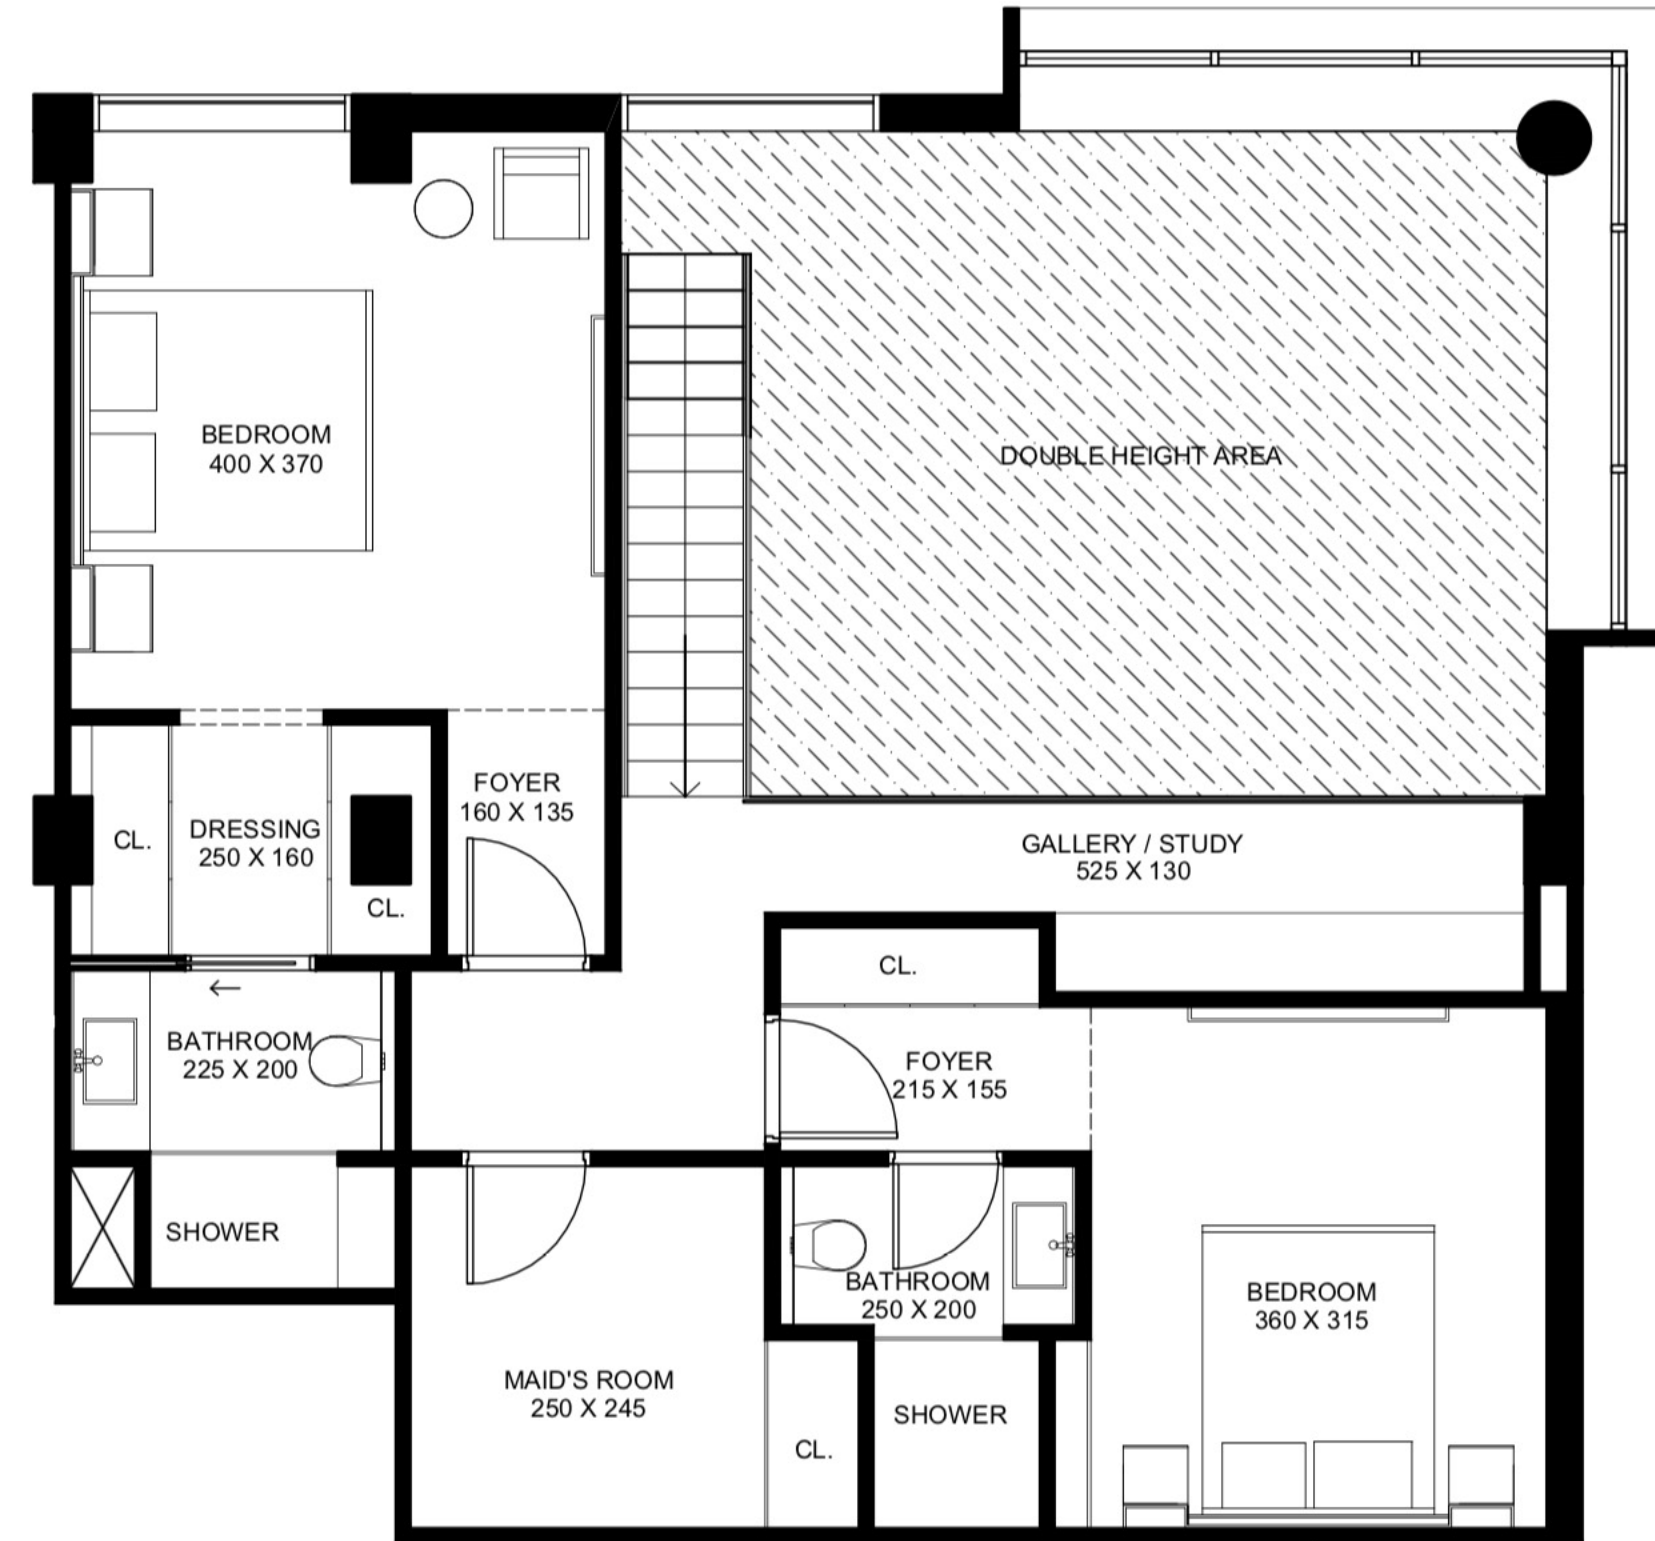 BEDROOM
400 X 370
DOUBLE HEIGHT AREA
FOYER
160 X 135
CL.
DRESSING
250 X 160
CL.
GALLERY / STUDY
525 X 130
CL.
BATHROOM
225 X 200
FOYER
215 X 155
SHOWER
BATHROOM
250 X 200
BEDROOM
360 X 315
MAID'S ROOM
250 X 245
CL.
SHOWER